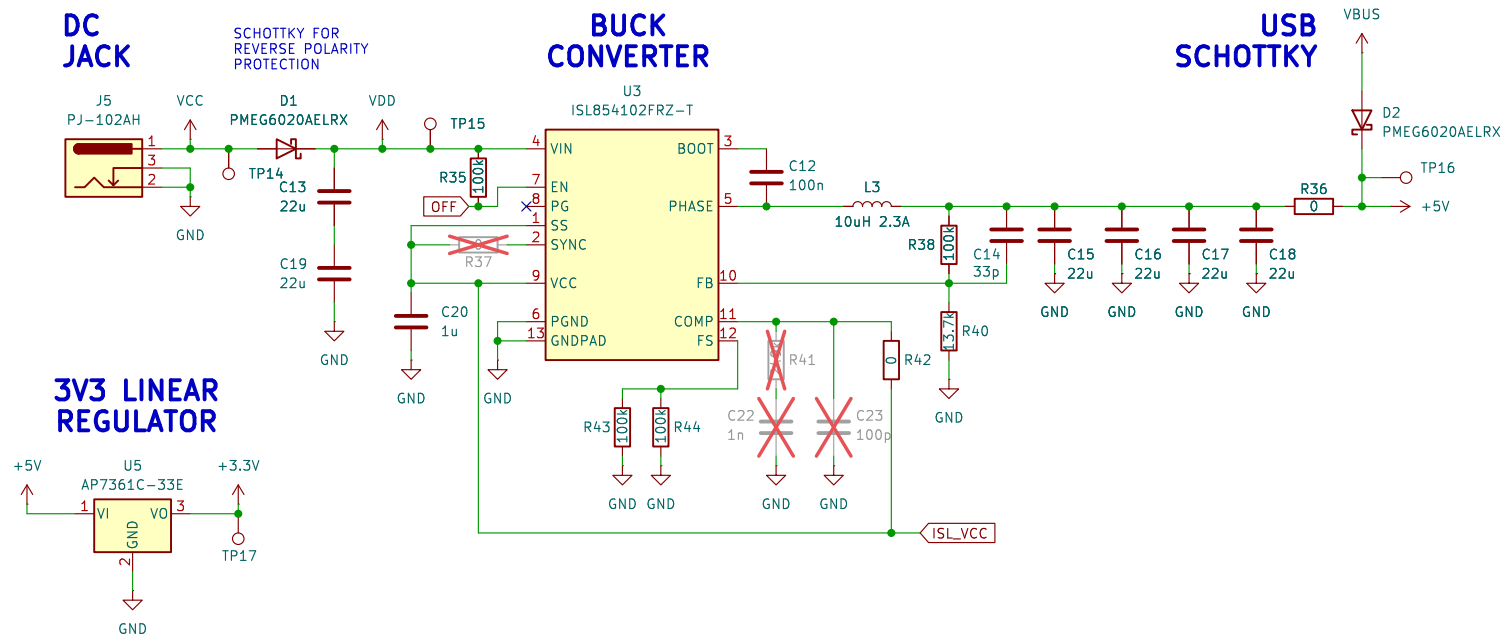 DC
JACK
SCHOTTKY FOR
REVERSE POLARITY
PROTECTION
BUCK
CONVERTER
USB
SCHOTTKY
VBUS
J5
PJ-102AH
1
3
2
VCC
GND
TP14
D1
PMEG6020AELRX
VDD
TP15
C13
22u
C19
22u
GND
R35
100k
OFF
R37
0
C20
1u
GND
GND
U3
ISL854102FRZ-T
4 VIN
7 EN
8 PG
1 SS
2 SYNC
9 VCC
6 PGND
13 GNDPAD
BOOT 3
PHASE 5
FB 10
COMP 11
FS 12
C12
100n
L3
10uH 2.3A
R38
100k
C14
33p
C15
22u
GND
C16
22u
GND
C17
22u
GND
C18
22u
GND
R36
0
D2
PMEG6020AELRX
TP16
+5V
R40
13.7k
GND
R41
R42
0
C22
1n
GND
C23
100p
GND
R43
100k
GND
R44
100k
GND
ISL_VCC
3V3 LINEAR
REGULATOR
+5V
U5
AP7361C-33E
+3.3V
1 VI
VO 3
GND
2
TP17
GND